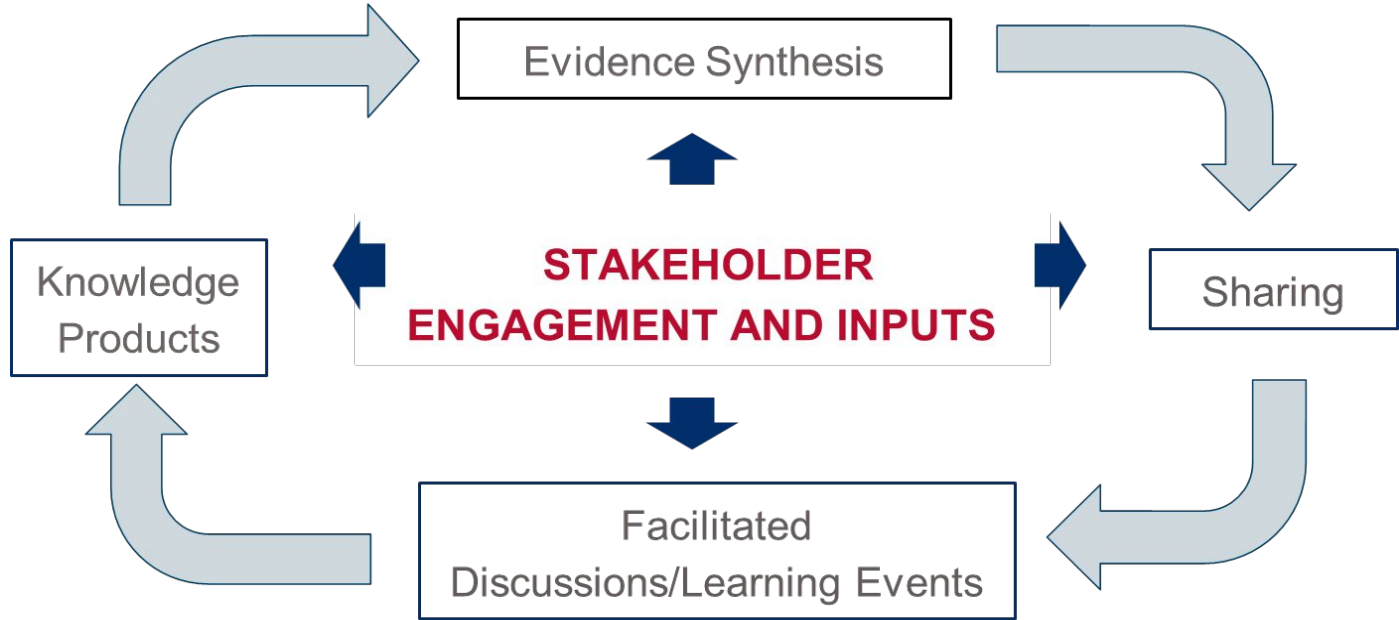 Evidence Synthesis
STAKEHOLDER
ENGAGEMENT AND INPUTS
Knowledge
Products
Sharing
Facilitated
Discussions/Learning Events